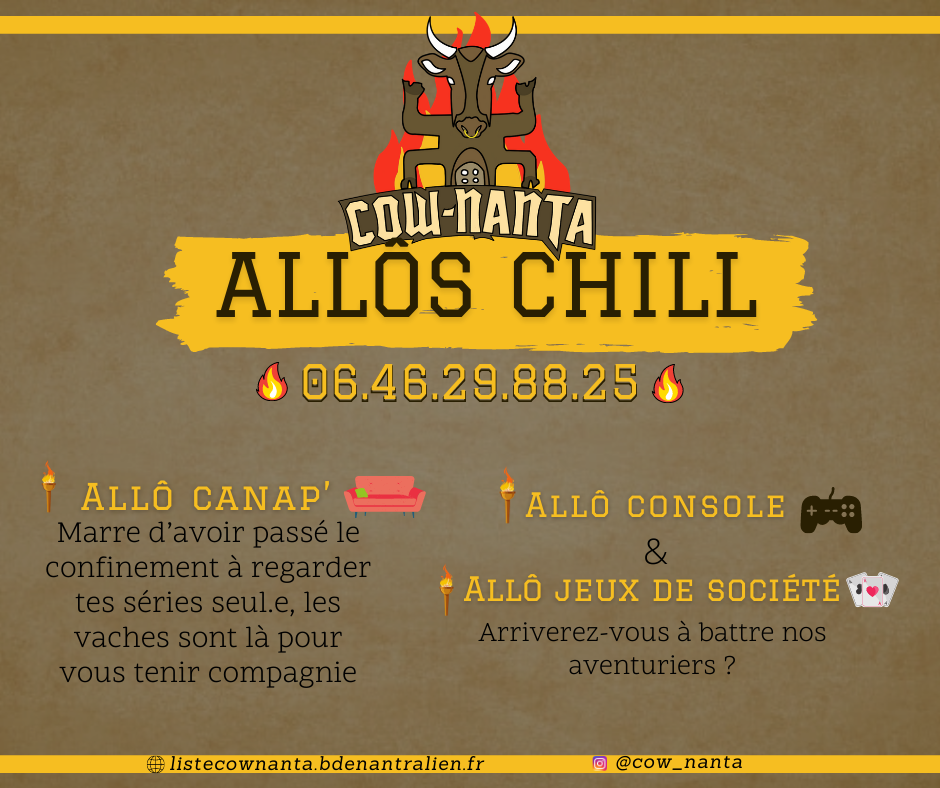 COW-NANTA
ALLÔS CHILL
06.46.29.88.25
ALLÔ CANAP'
Marre d'avoir passé le
confinement à regarder
tes séries seul.e, les
vaches sont là pour
vous tenir compagnie
ALLÔ CONSOLE
&
ALLÔ JEUX DE SOCIÉTÉ
Arriverez-vous à battre nos
aventuriers ?
listecownanta.bdenantralien.fr
@cow_nanta